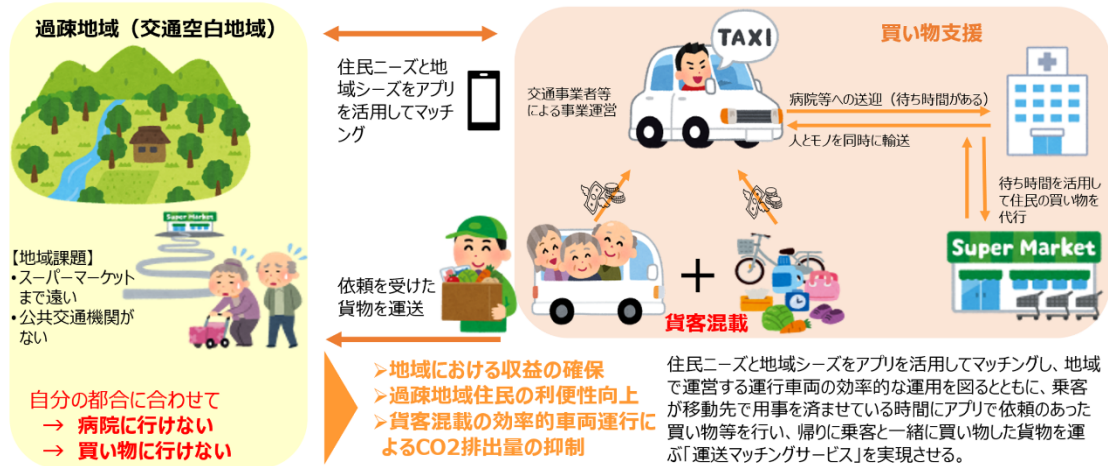 過疎地域（交通空白地域）
Super Market
【地域課題】
・スーパーマーケット
まで遠い
・公共交通機関が
ない
自分の都合に合わせて
→ 病院に行けない
→ 買い物に行けない
住民ニーズと地
域シーズをアプリ
を活用してマッチ
ング
依頼を受けた
貨物を運送
買い物支援
TAXI
交通事業者等
による事業運営
病院等への送迎（待ち時間がある）
人とモノを同時に輸送
待ち時間を活用し
て住民の買い物を
代行
Super Market
＋
貨客混載
➢地域における収益の確保
➢過疎地域住民の利便性向上
➢貨客混載の効率的車両運行に
よるCO2排出量の抑制
住民ニーズと地域シーズをアプリを活用してマッチングし、地域
で運営する運行車両の効率的な運用を図るとともに、乗客
が移動先で用事を済ませている時間にアプリで依頼のあった
買い物等を行い、帰りに乗客と一緒に買い物した貨物を運
ぶ「運送マッチングサービス」を実現させる。